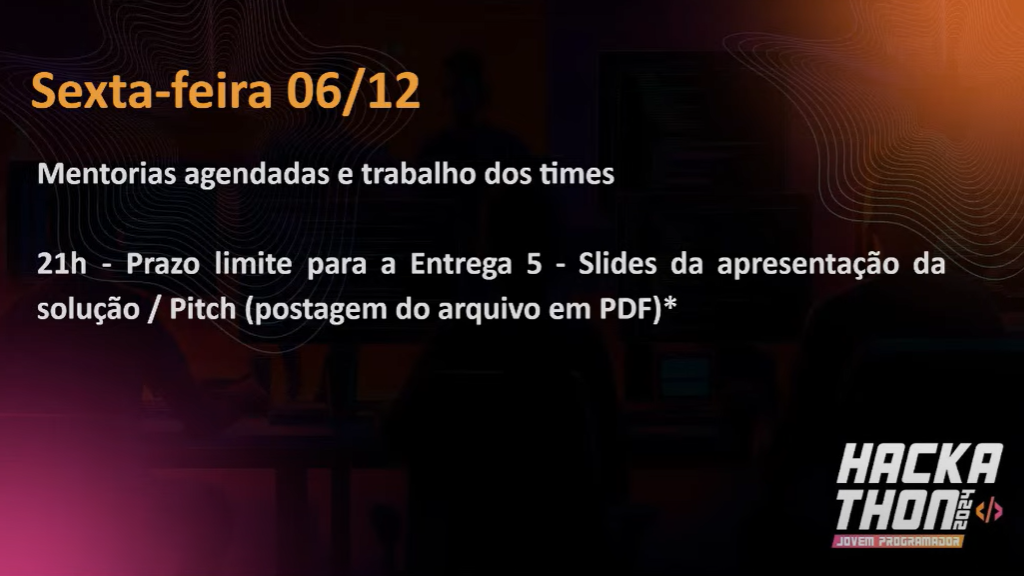 Sexta-feira 06/12
Mentorias agendadas e trabalho dos times
21h - Prazo limite para a Entrega 5 - Slides da apresentação da
solução / Pitch (postagem do arquivo em PDF)*
HACKA
THON 2024 </>
JOVEM PROGRAMADOR